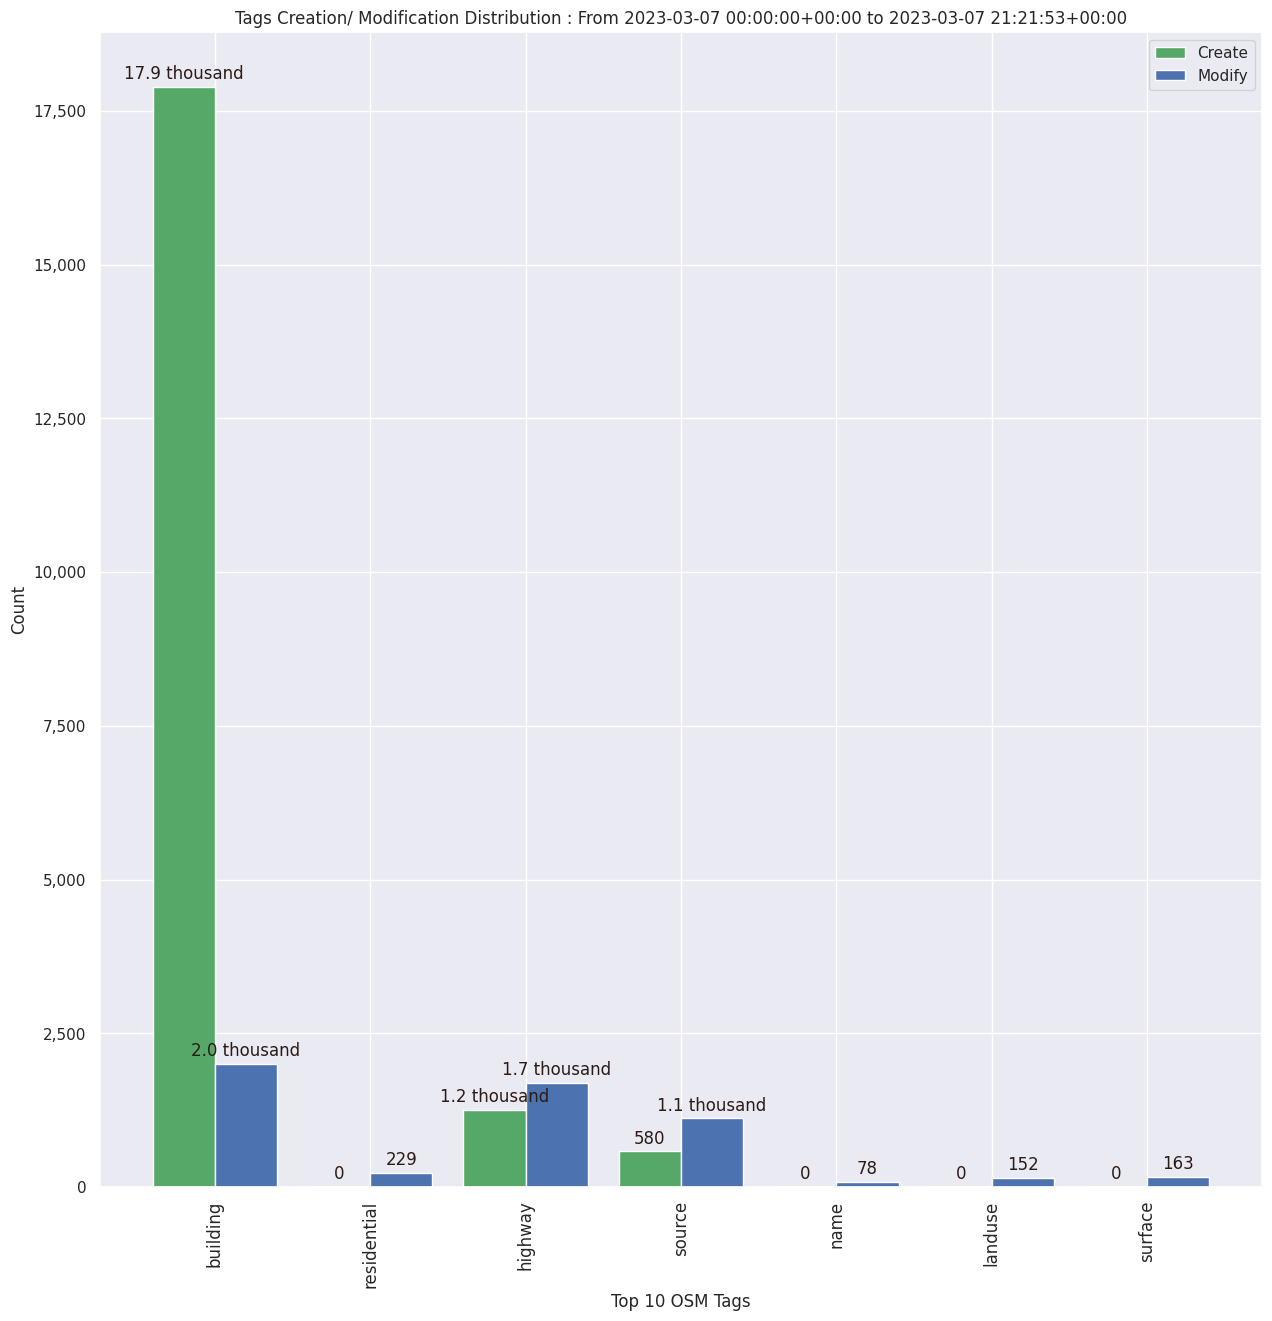 Tags Creation/ Modification Distribution : From 2023-03-07 00:00:00+00:00 to 2023-03-07 21:21:53+00:00
Create
Modify
Count
17,500
15,000
12,500
10,000
7,500
5,000
2,500
0
17.9 thousand
2.0 thousand
0
229
1.2 thousand
1.7 thousand
580
1.1 thousand
0
78
0
152
0
163
building
residential
highway
source
name
landuse
surface
Top 10 OSM Tags